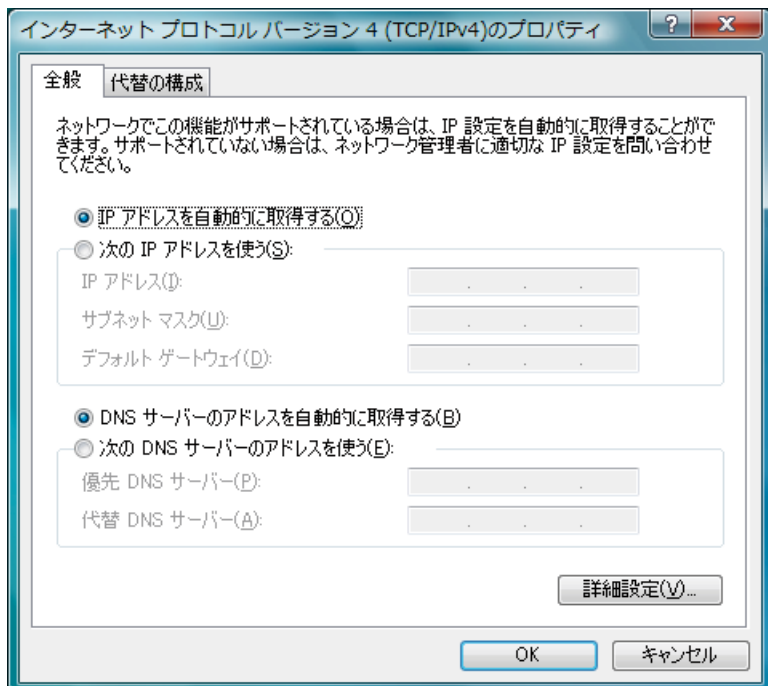 インターネット プロトコル バージョン 4 (TCP/IPv4)のプロパティ
?
全般
代替の構成
ネットワークでこの機能がサポートされている場合は、IP 設定を自動的に取得することがで
きます。サポートされていない場合は、ネットワーク管理者に適切な IP 設定を問い合わせ
てください。
IP アドレスを自動的に取得する(O)
次の IP アドレスを使う(S):
IP アドレス(I):
サブネット マスク(U):
デフォルト ゲートウェイ(D):
DNS サーバーのアドレスを自動的に取得する(B)
次の DNS サーバーのアドレスを使う(E):
優先 DNS サーバー(P):
代替 DNS サーバー(A):
詳細設定(V)...
OK
キャンセル